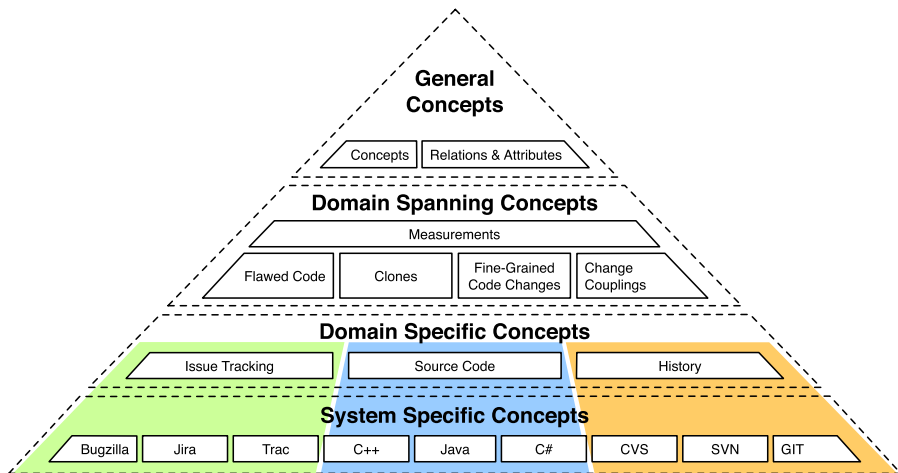 General
Concepts
Concepts
Relations & Attributes
Domain Spanning Concepts
Measurements
Flawed Code
Clones
Fine-Grained
Code Changes
Change
Couplings
Domain Specific Concepts
Issue Tracking
Source Code
History
System Specific Concepts
Bugzilla
Jira
Trac
C++
Java
C#
CVS
SVN
GIT